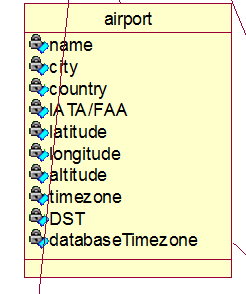 airport
name
city
country
IATA/FAA
latitude
longitude
altitude
timezone
DST
databaseTimezone